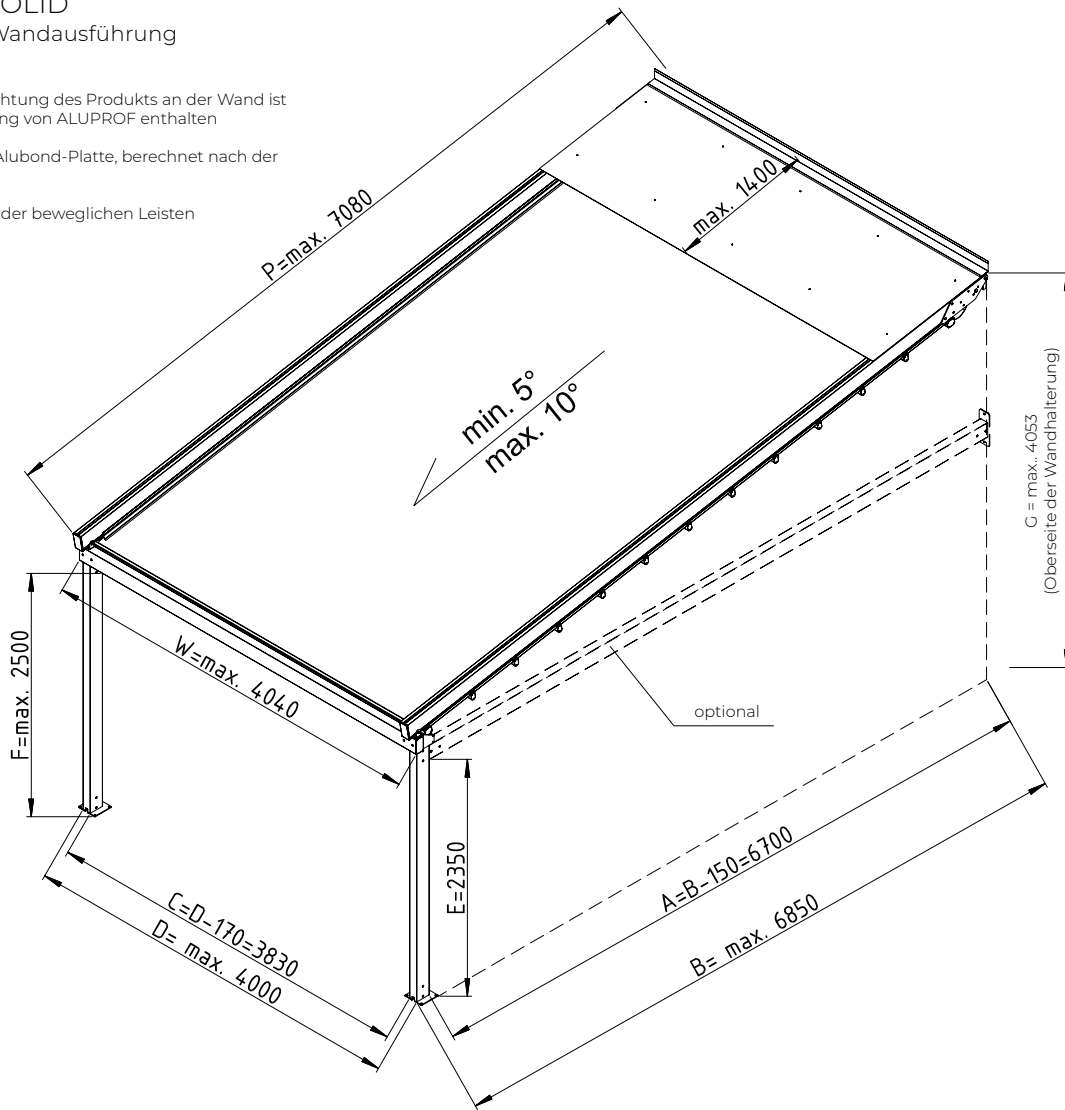 OLID
Wandausführung
chtung des Produkts an der Wand ist
ng von ALUPROF enthalten
Alubond-Platte, berechnet nach der
der beweglichen Leisten
P=max. 7080
max. 1400
min. 5°
max. 10°
G = max.. 4053
(Oberseite der Wandhalterung)
W=max. 4040
F=max. 2500
optional
E=2350
A=B-150=6700
B= max. 6850
C=D-170=3830
D= max. 4000